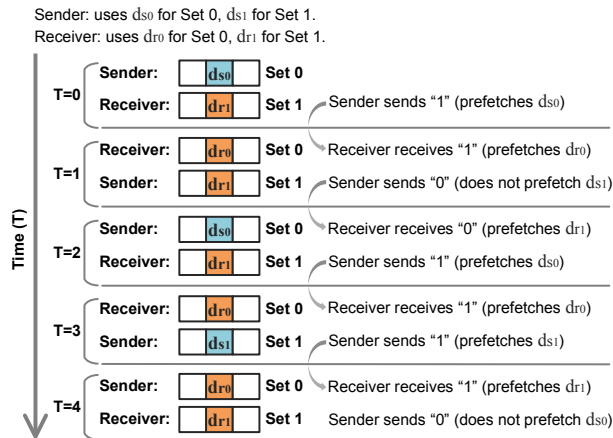 Sender: uses ds0 for Set 0, ds1 for Set 1.
Receiver: uses dr0 for Set 0, dr1 for Set 1.
Time (T)
T=0
Sender: ds0 Set 0
Receiver: dr1 Set 1 Sender sends “1” (prefetches ds0)
T=1
Receiver: dr0 Set 0 Receiver receives “1” (prefetches dr0)
Sender: dr1 Set 1 Sender sends “0” (does not prefetch ds1)
T=2
Sender: ds0 Set 0 Receiver receives “0” (prefetches dr1)
Receiver: dr1 Set 1 Sender sends “1” (prefetches ds0)
T=3
Receiver: dr0 Set 0 Receiver receives “1” (prefetches dr0)
Sender: ds1 Set 1 Sender sends “1” (prefetches ds1)
T=4
Sender: dr0 Set 0 Receiver receives “1” (prefetches dr1)
Receiver: dr1 Set 1 Sender sends “0” (does not prefetch ds0)